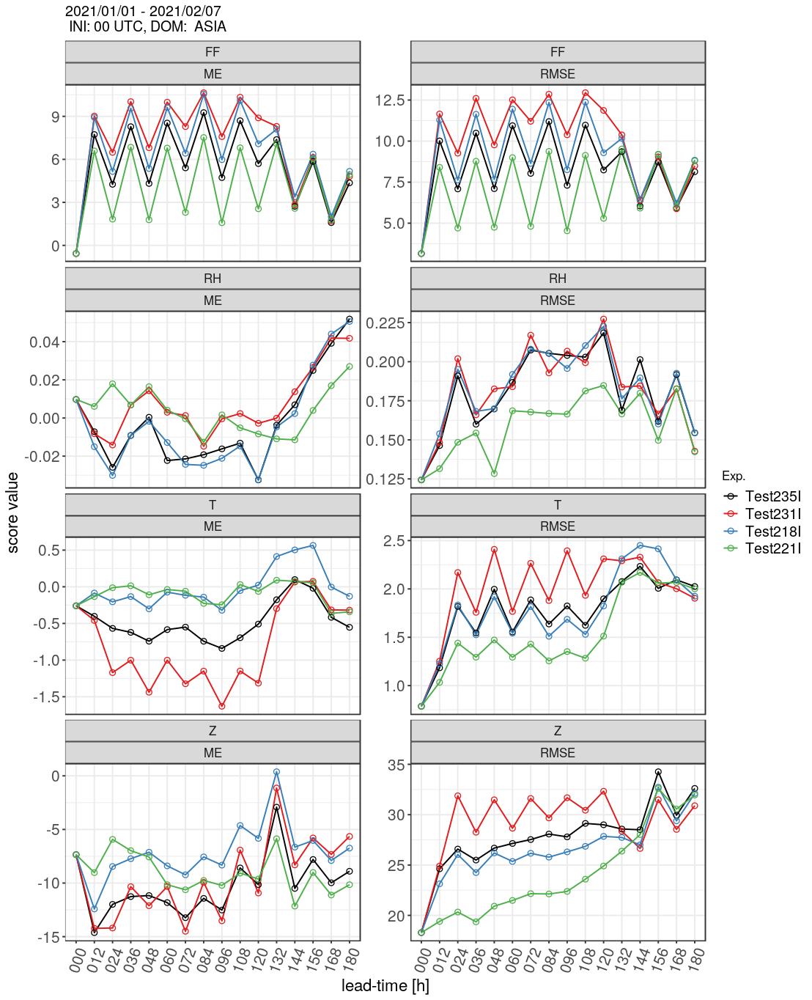 2021/01/01 - 2021/02/07
INI: 00 UTC, DOM:  ASIA
FF
FF
ME
RMSE
9
6
3
0
12.5
10.0
7.5
5.0
RH
RH
ME
RMSE
0.04
0.02
0.00
-0.02
0.225
0.200
0.175
0.150
0.125
T
T
ME
RMSE
0.5
0.0
-0.5
-1.0
-1.5
2.5
2.0
1.5
1.0
Z
Z
ME
RMSE
0
-5
-10
-15
35
30
25
20
000 012 024 036 048 060 072 084 096 108 120 132 144 156 168 180
000 012 024 036 048 060 072 084 096 108 120 132 144 156 168 180
lead-time [h]
score value
Exp.
Test235I
Test231I
Test218I
Test221I